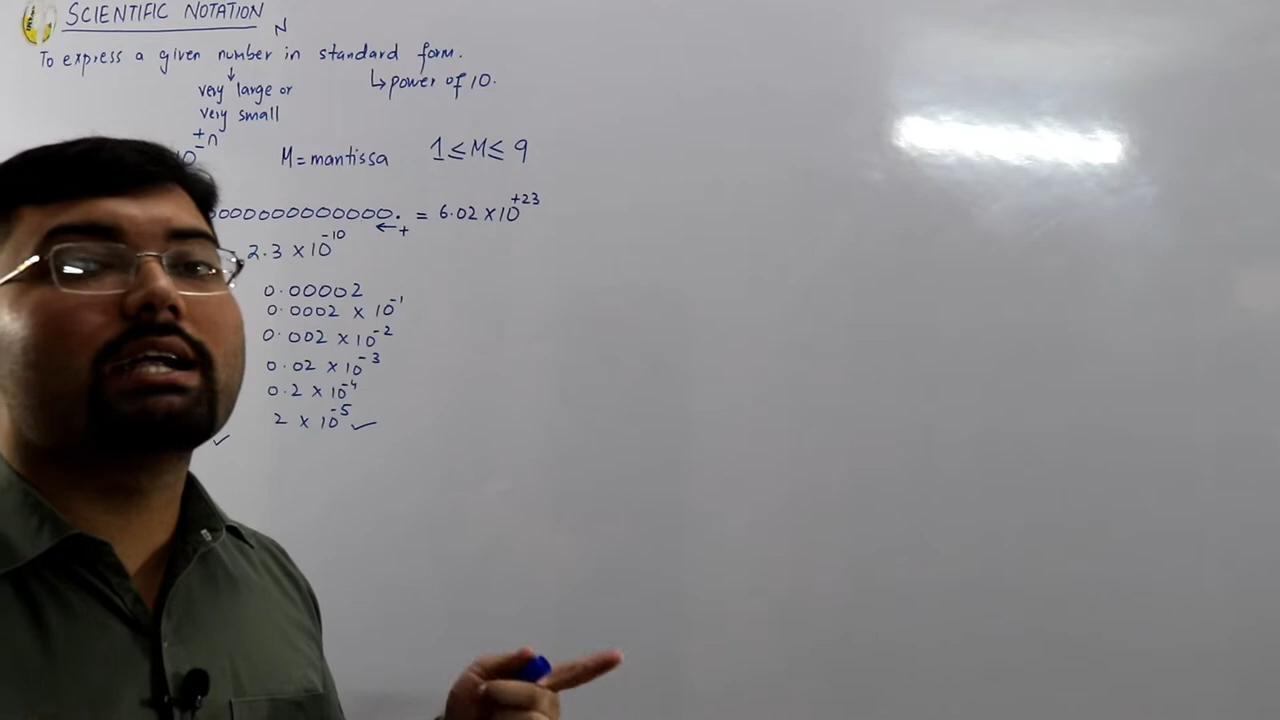 SCIENTIFIC NOTATION
N
To express a given number in standard form.
↓ ↳ power of 10.
very large or
very small
10^±n M = mantissa 1 ≤ M ≤ 9
0000000000000. = 6.02 × 10^+23
← +
2.3 × 10^-10
0.00002
0.0002 × 10^-1
0.002 × 10^-2
0.02 × 10^-3
0.2 × 10^-4
2 × 10^-5 ✓
✓